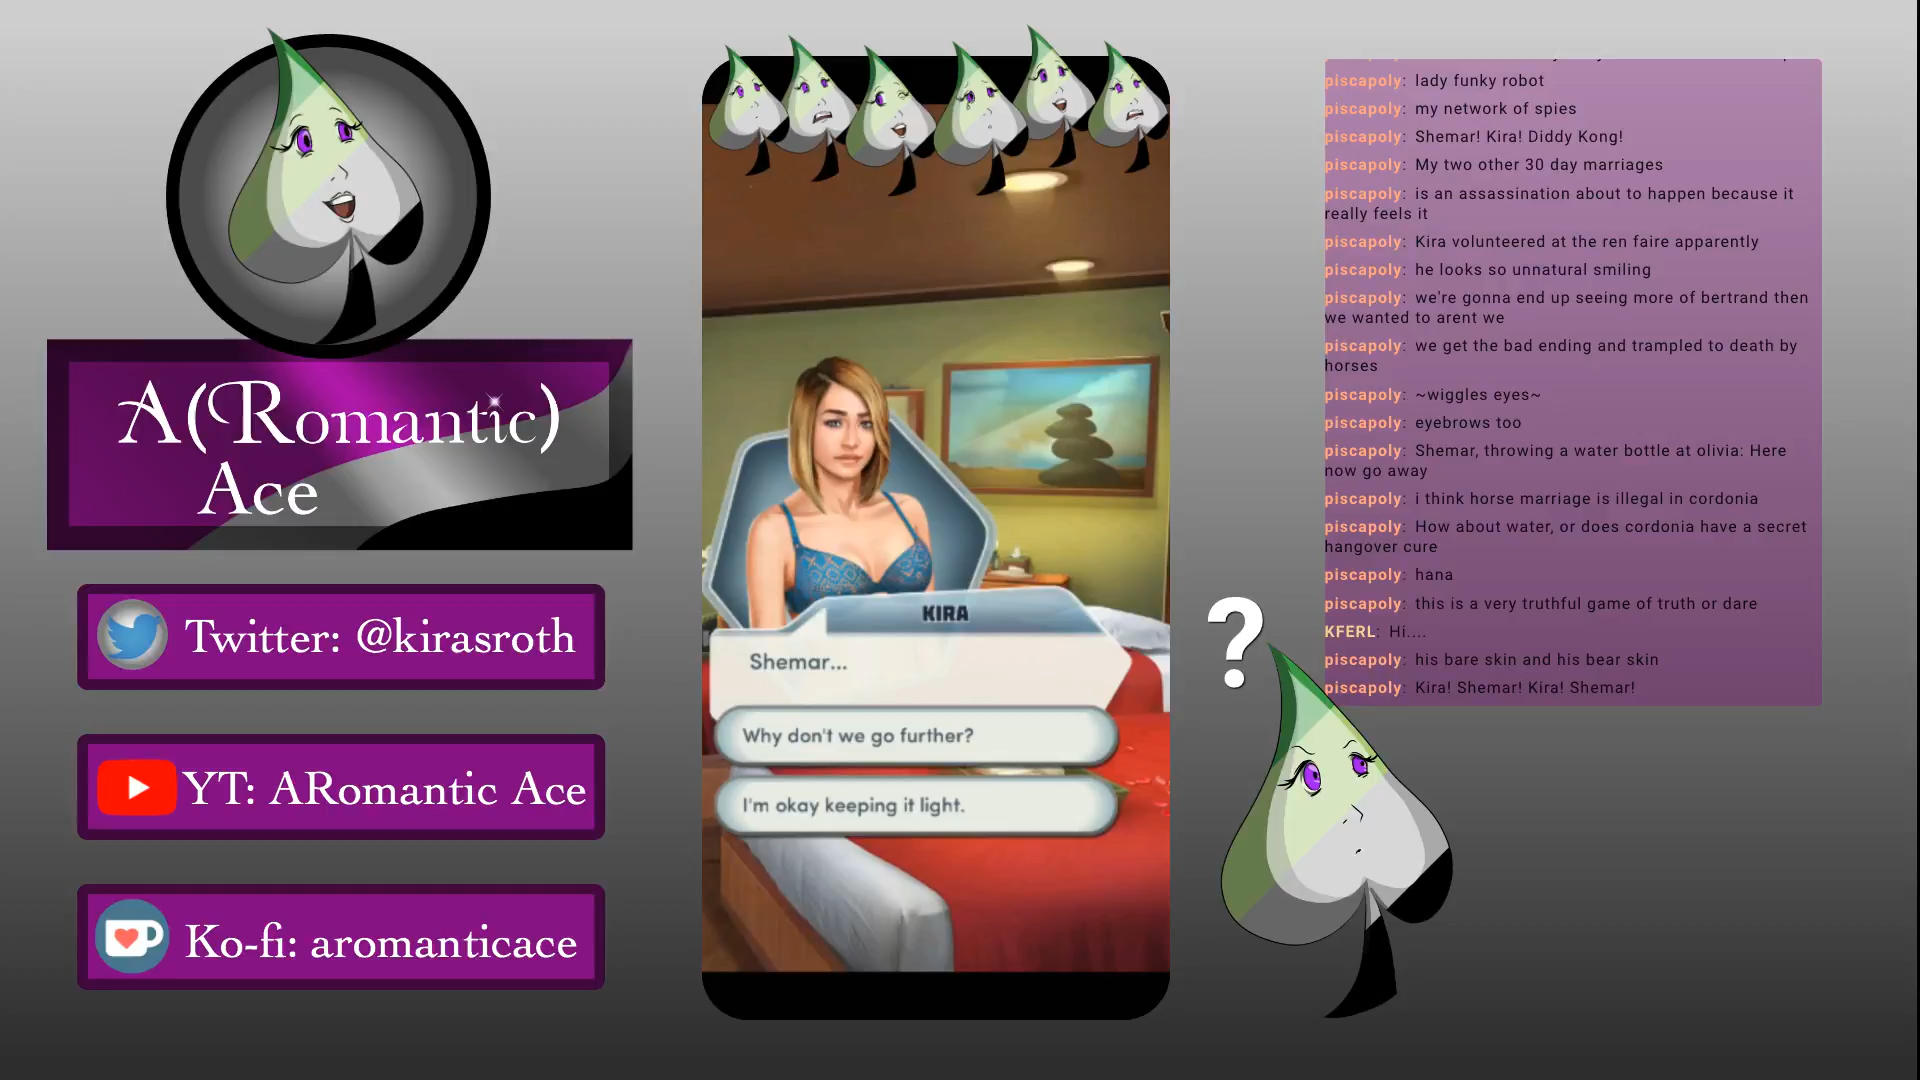 A(Romantic)
Ace
Twitter: @kirasroth
YT: ARomantic Ace
Ko-fi: aromanticace
KIRA
Shemar...
Why don't we go further?
I'm okay keeping it light.
?
piscapoly: lady funky robot
piscapoly: my network of spies
piscapoly: Shemar! Kira! Diddy Kong!
piscapoly: My two other 30 day marriages
piscapoly: is an assassination about to happen because it
really feels it
piscapoly: Kira volunteered at the ren faire apparently
piscapoly: he looks so unnatural smiling
piscapoly: we're gonna end up seeing more of bertrand then
we wanted to arent we
piscapoly: we get the bad ending and trampled to death by
horses
piscapoly: ~wiggles eyes~
piscapoly: eyebrows too
piscapoly: Shemar, throwing a water bottle at olivia: Here
now go away
piscapoly: i think horse marriage is illegal in cordonia
piscapoly: How about water, or does cordonia have a secret
hangover cure
piscapoly: hana
piscapoly: this is a very truthful game of truth or dare
KFERL: Hi....
piscapoly: his bare skin and his bear skin
piscapoly: Kira! Shemar! Kira! Shemar!